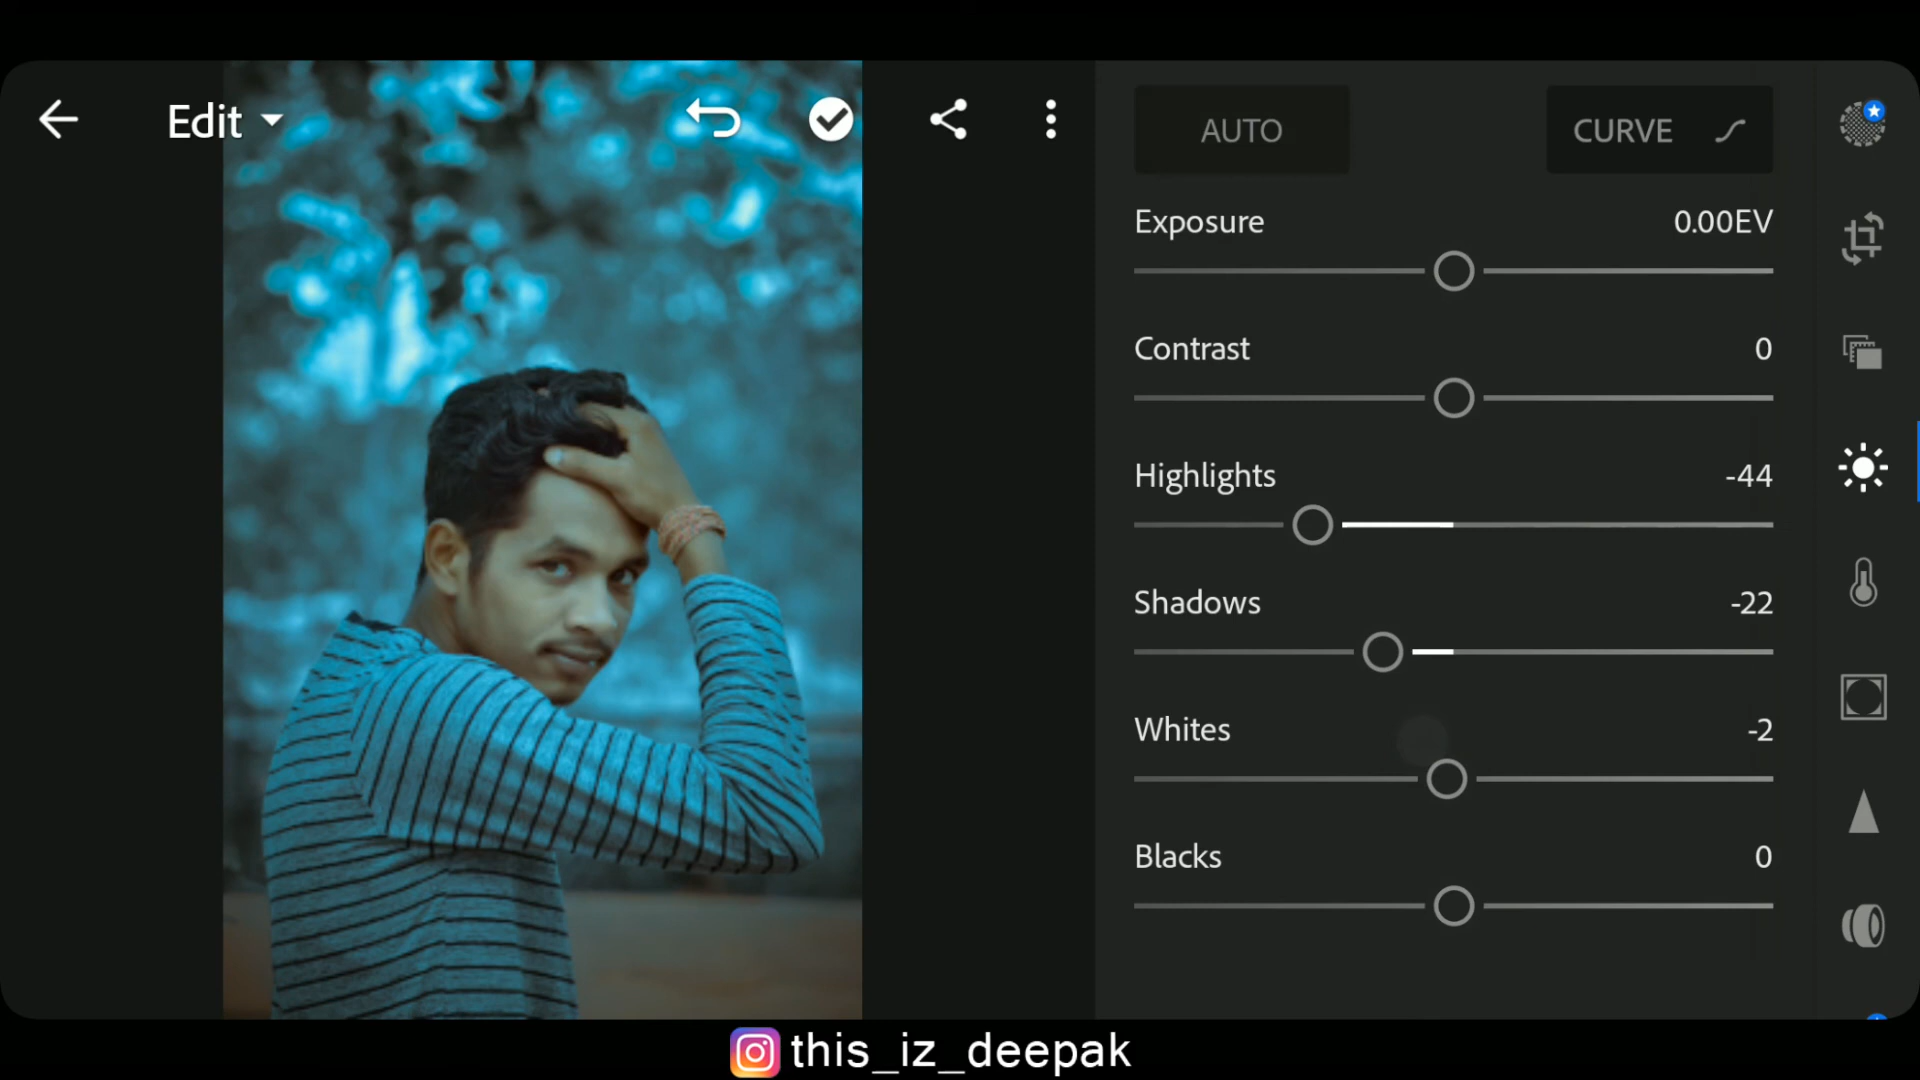 Edit
AUTO
CURVE
Exposure 0.00EV
Contrast 0
Highlights -44
Shadows -22
Whites -2
Blacks 0
this_iz_deepak